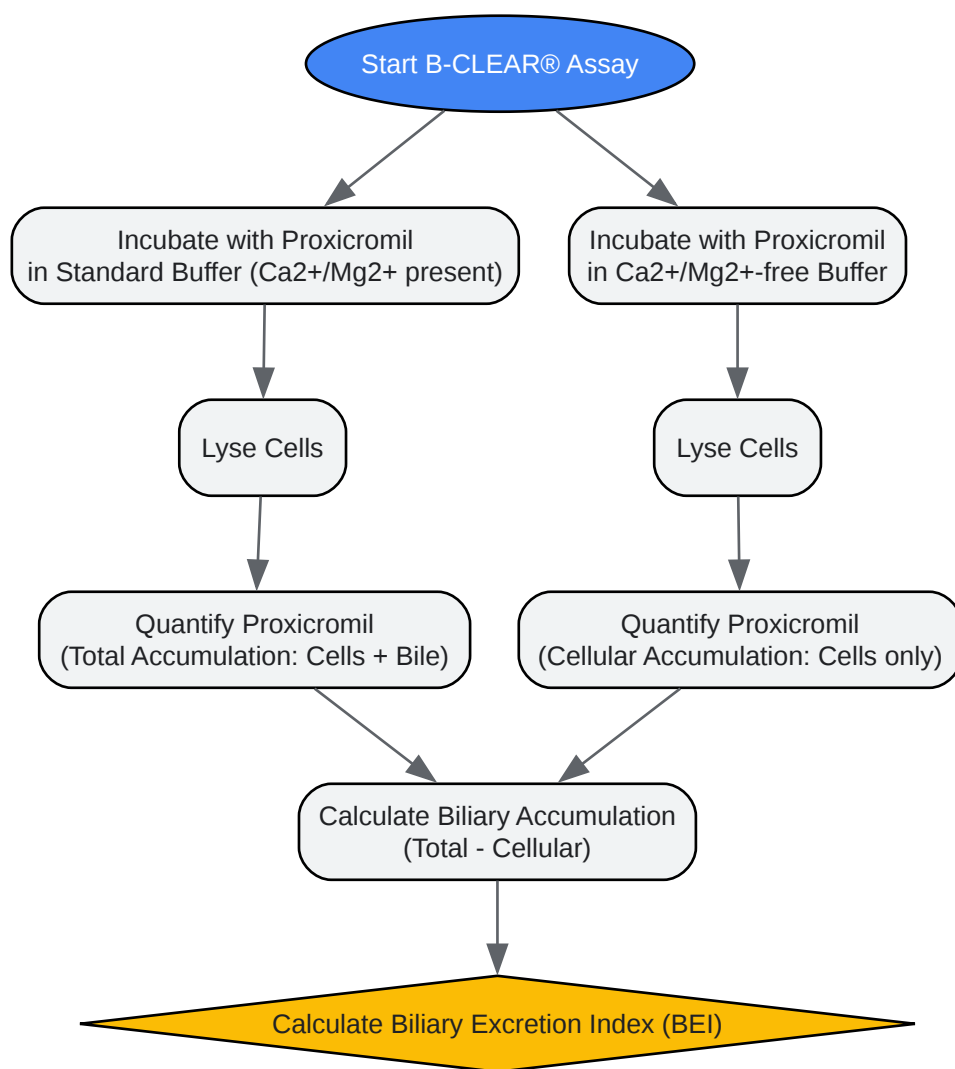 Start B-CLEAR® Assay
Incubate with Proxicromil
in Standard Buffer (Ca2+/Mg2+ present)
Incubate with Proxicromil
in Ca2+/Mg2+-free Buffer
Lyse Cells
Lyse Cells
Quantify Proxicromil
(Total Accumulation: Cells + Bile)
Quantify Proxicromil
(Cellular Accumulation: Cells only)
Calculate Biliary Accumulation
(Total - Cellular)
Calculate Biliary Excretion Index (BEI)